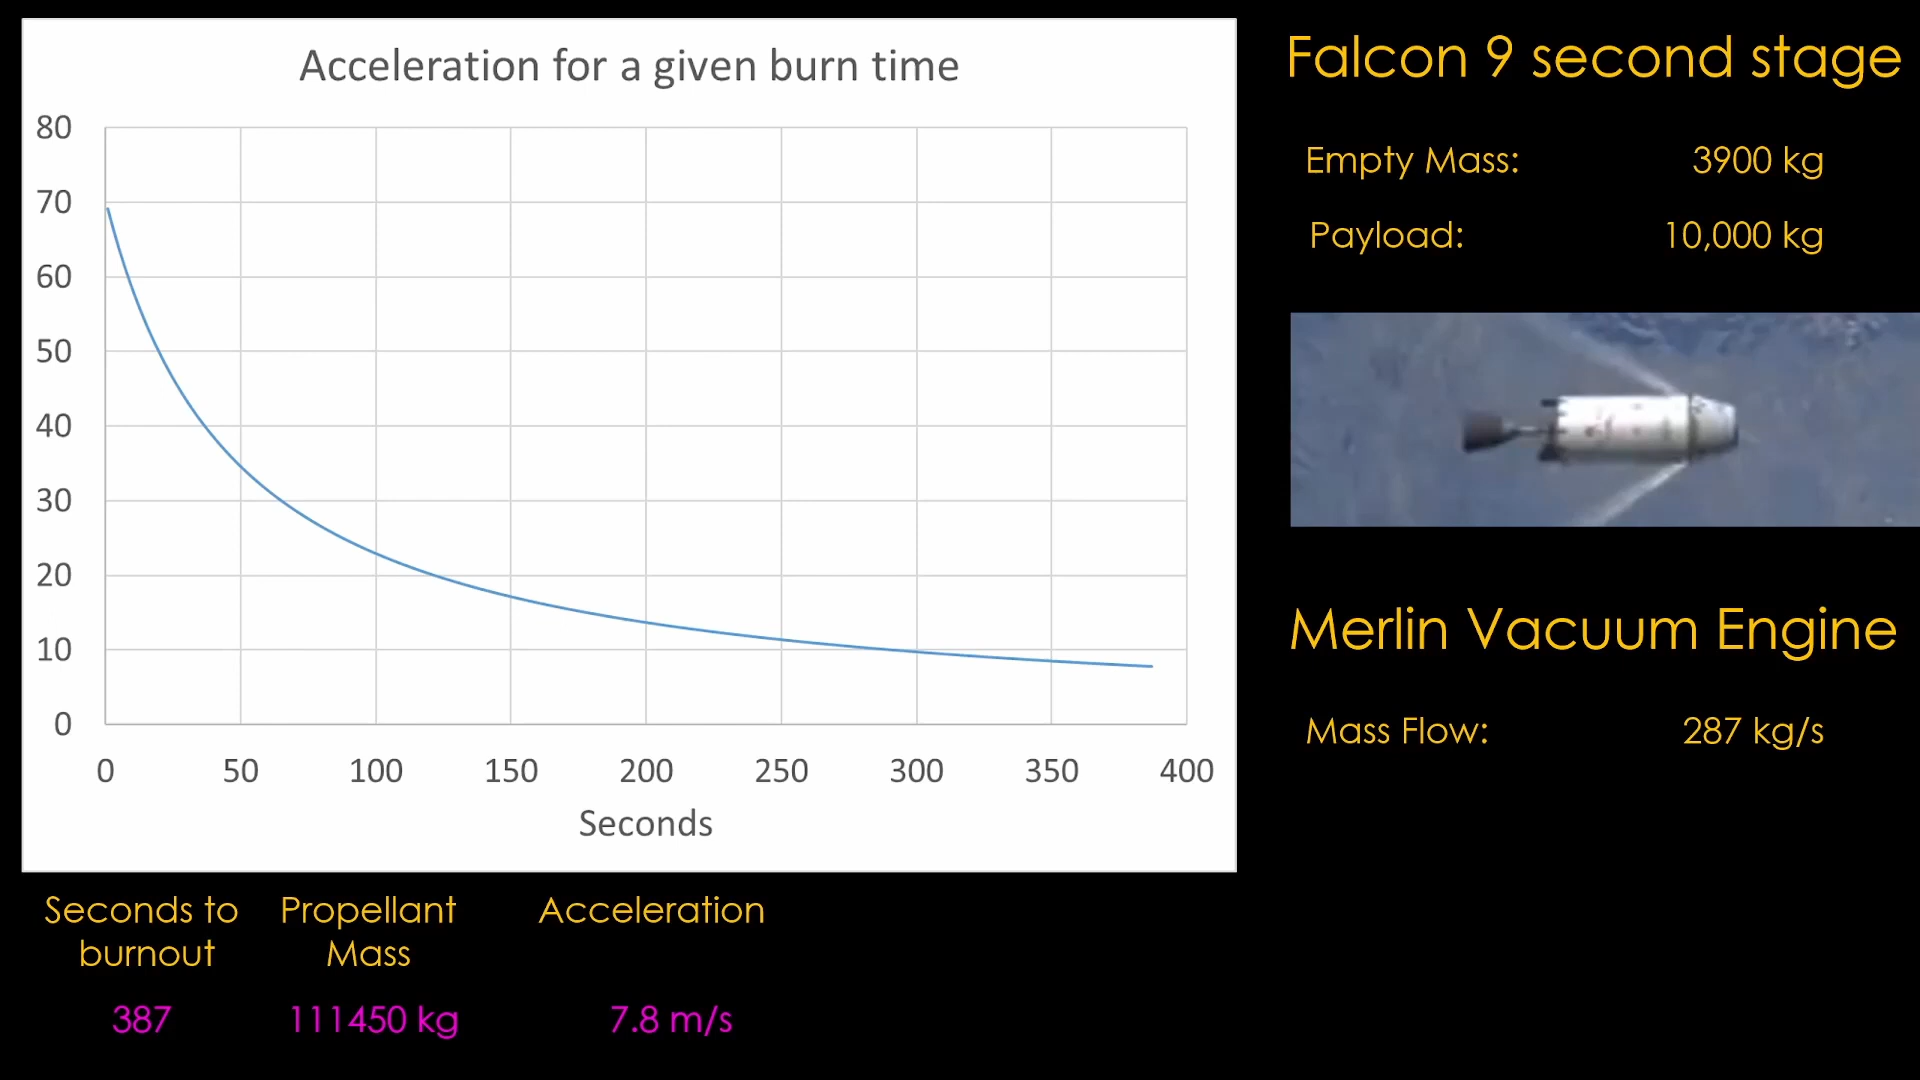 Acceleration for a given burn time
80
70
60
50
40
30
20
10
0
0 50 100 150 200 250 300 350 400
Seconds
Falcon 9 second stage
Empty Mass: 3900 kg
Payload: 10,000 kg
Merlin Vacuum Engine
Mass Flow: 287 kg/s
Seconds to burnout
Propellant Mass
Acceleration
387 111450 kg 7.8 m/s